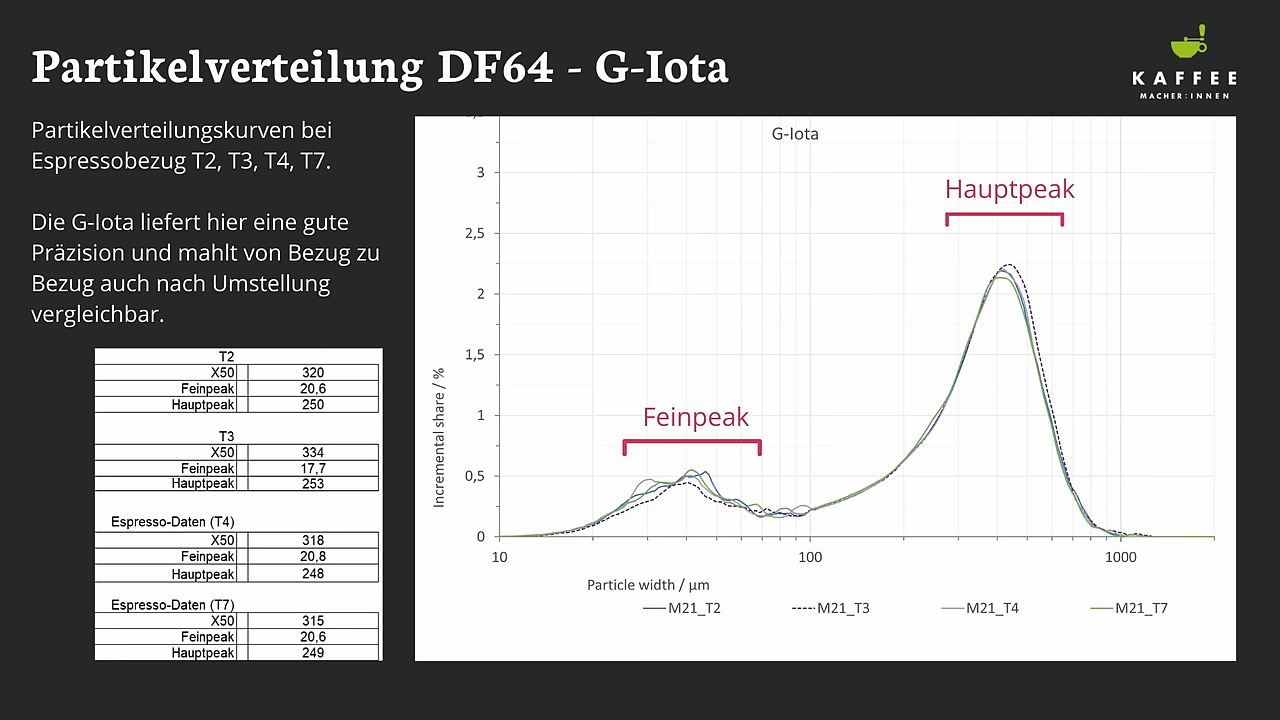 Partikelverteilung DF64 - G-Iota
KAFFEE
MACHER:INNEN
Partikelverteilungskurven bei
Espressobezug T2, T3, T4, T7.
Die G-Iota liefert hier eine gute
Präzision und mahlt von Bezug zu
Bezug auch nach Umstellung
vergleichbar.
T2
X50 320
Feinpeak 20,6
Hauptpeak 250
T3
X50 334
Feinpeak 17,7
Hauptpeak 253
Espresso-Daten (T4)
X50 318
Feinpeak 20,8
Hauptpeak 248
Espresso-Daten (T7)
X50 315
Feinpeak 20,6
Hauptpeak 249
G-Iota
Hauptpeak
Feinpeak
Incremental share / %
3
2,5
2
1,5
1
0,5
0
10 100 1000
Particle width / µm
M21_T2 M21_T3 M21_T4 M21_T7